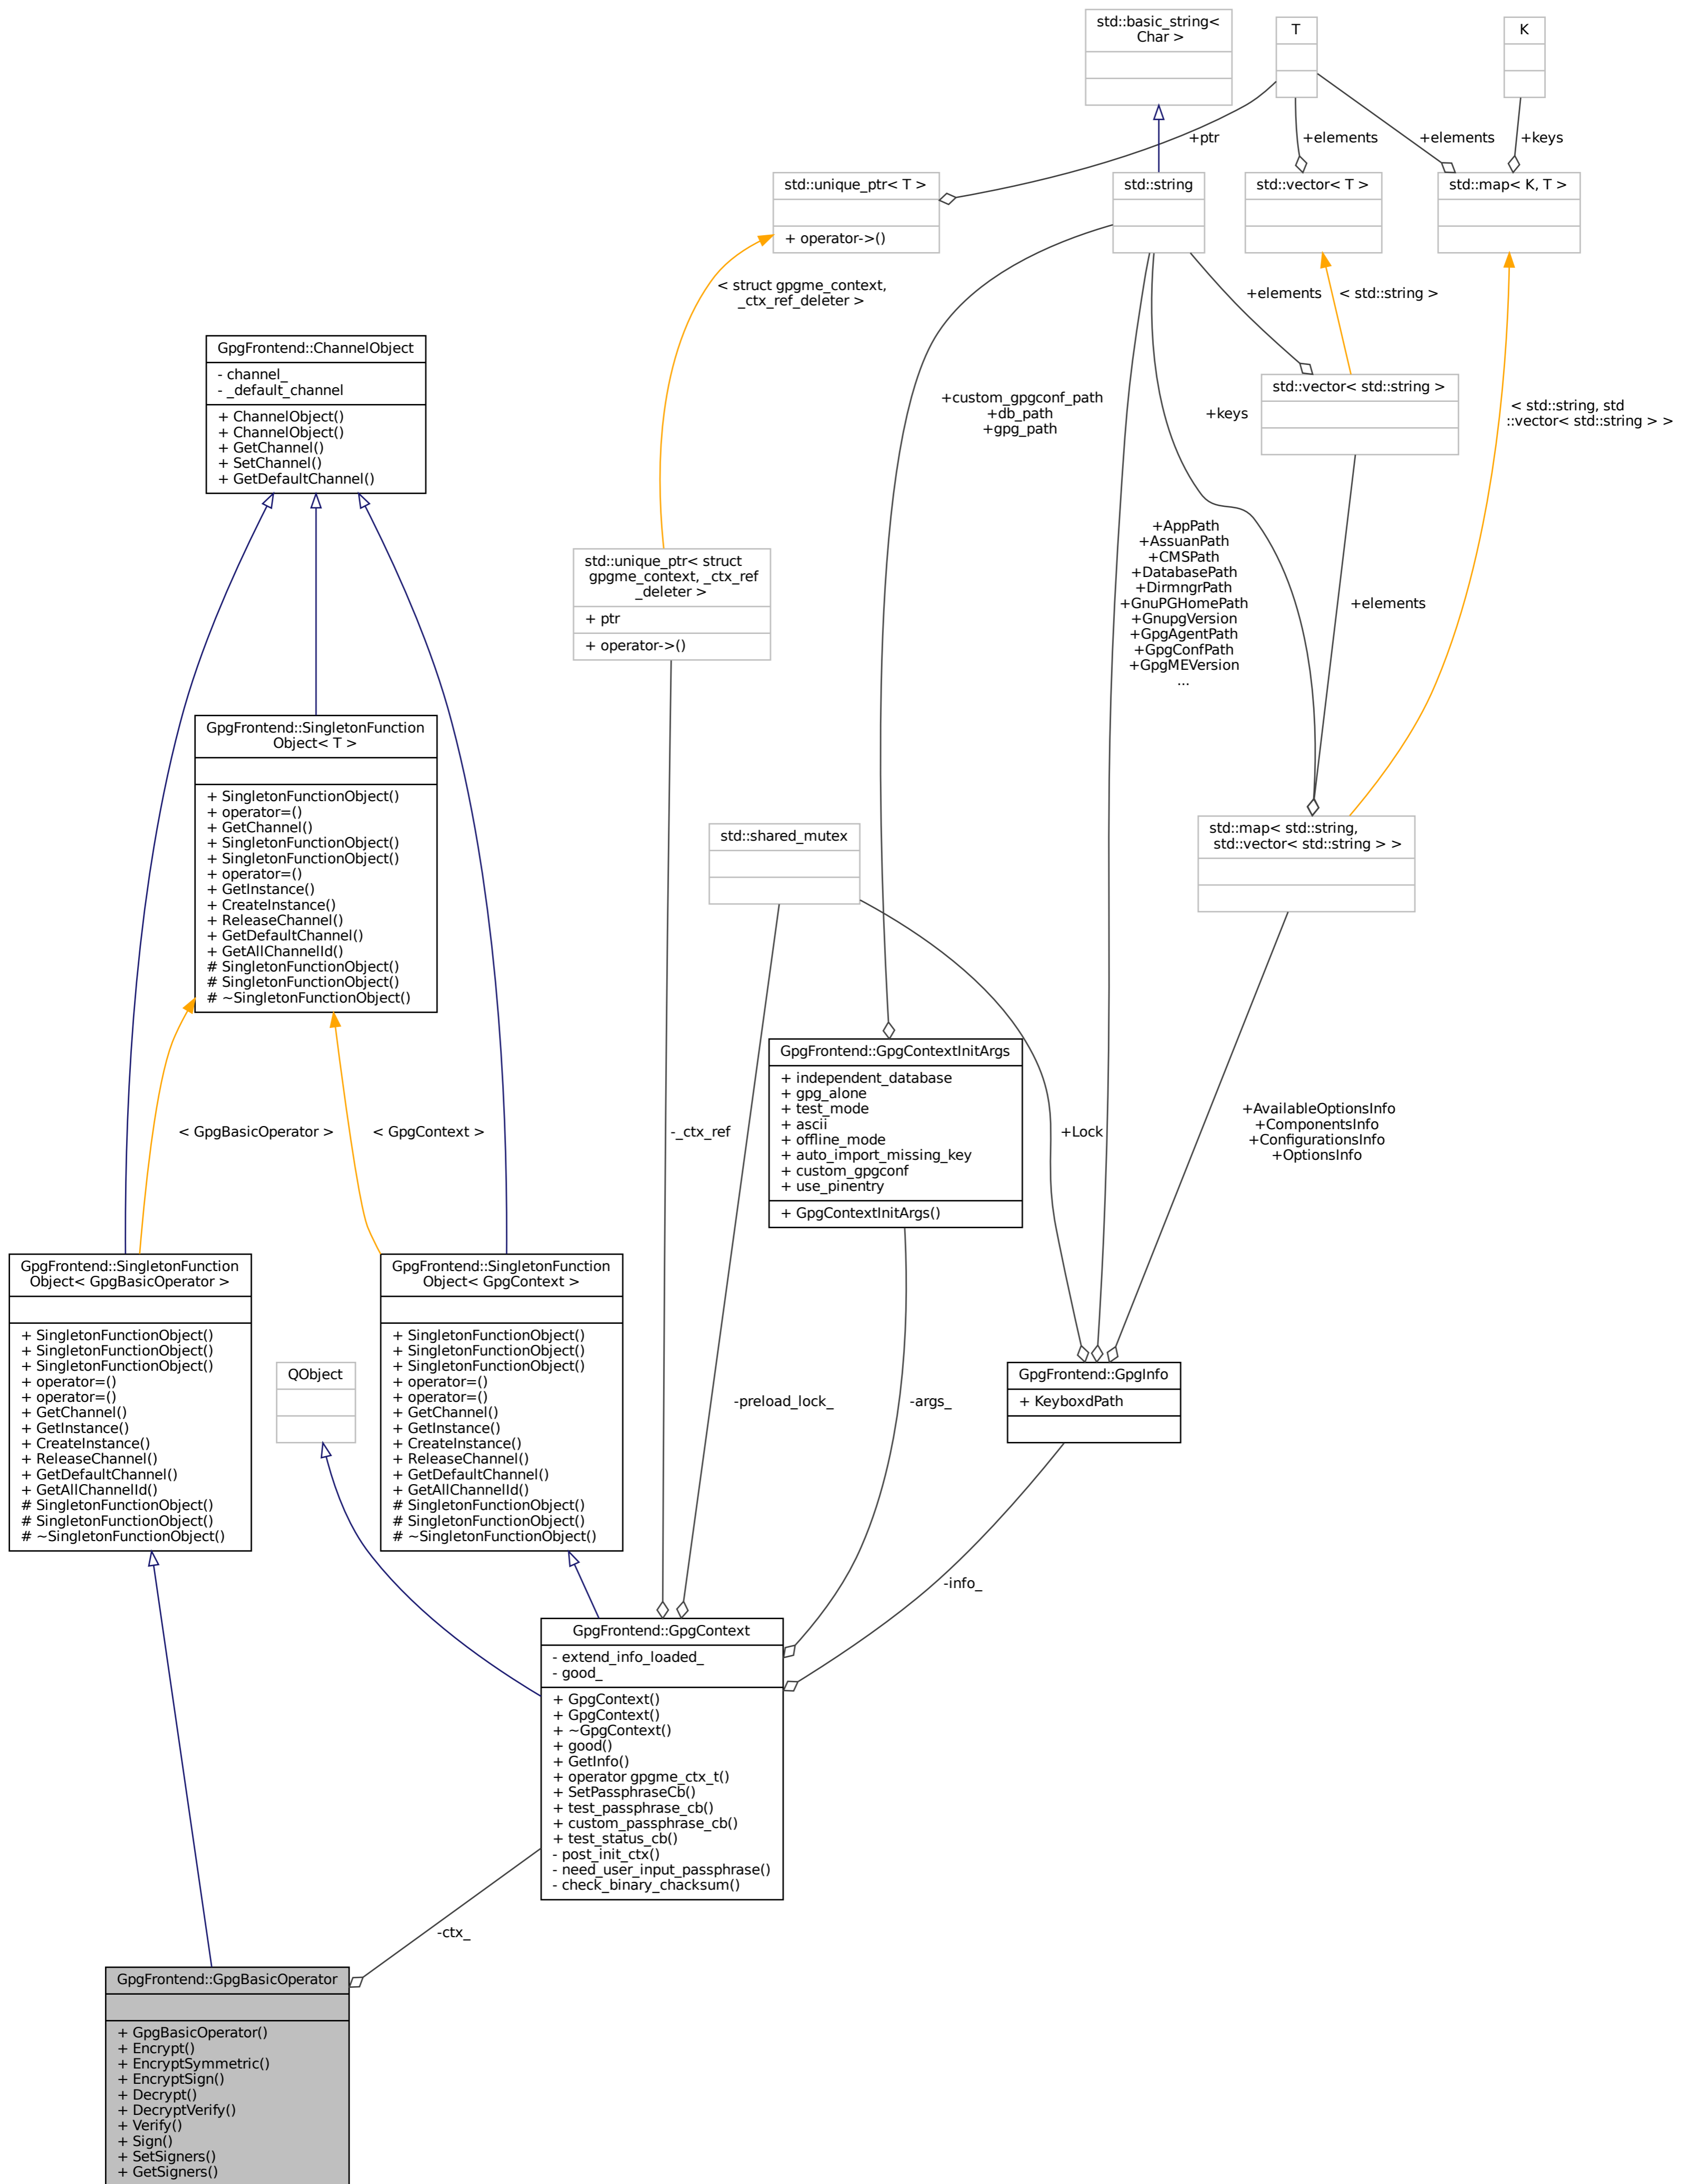 std::basic_string<
Char >
T
K
+ptr
+elements
+elements
+keys
std::unique_ptr< T >
+ operator->()
std::string
std::vector< T >
std::map< K, T >
< struct gpgme_context,
_ctx_ref_deleter >
+elements
< std::string >
GpgFrontend::ChannelObject
- channel_
- _default_channel
+ ChannelObject()
+ ChannelObject()
+ GetChannel()
+ SetChannel()
+ GetDefaultChannel()
+custom_gpgconf_path
+db_path
+gpg_path
+keys
std::vector< std::string >
< std::string, std
::vector< std::string > >
std::unique_ptr< struct
gpgme_context, _ctx_ref
_deleter >
+ ptr
+ operator->()
+AppPath
+AssuanPath
+CMSPath
+DatabasePath
+DirmngrPath
+GnuPGHomePath
+GnupgVersion
+GpgAgentPath
+GpgConfPath
+GpgMEVersion
...
+elements
GpgFrontend::SingletonFunction
Object< T >
+ SingletonFunctionObject()
+ operator=()
+ GetChannel()
+ SingletonFunctionObject()
+ SingletonFunctionObject()
+ operator=()
+ GetInstance()
+ CreateInstance()
+ ReleaseChannel()
+ GetDefaultChannel()
+ GetAllChannelId()
# SingletonFunctionObject()
# SingletonFunctionObject()
# ~SingletonFunctionObject()
std::shared_mutex
std::map< std::string,
std::vector< std::string > >
< GpgBasicOperator >
< GpgContext >
-_ctx_ref
GpgFrontend::GpgContextInitArgs
+ independent_database
+ gpg_alone
+ test_mode
+ ascii
+ offline_mode
+ auto_import_missing_key
+ custom_gpgconf
+ use_pinentry
+ GpgContextInitArgs()
+Lock
+AvailableOptionsInfo
+ComponentsInfo
+ConfigurationsInfo
+OptionsInfo
GpgFrontend::SingletonFunction
Object< GpgBasicOperator >
+ SingletonFunctionObject()
+ SingletonFunctionObject()
+ SingletonFunctionObject()
+ operator=()
+ operator=()
+ GetChannel()
+ GetInstance()
+ CreateInstance()
+ ReleaseChannel()
+ GetDefaultChannel()
+ GetAllChannelId()
# SingletonFunctionObject()
# SingletonFunctionObject()
# ~SingletonFunctionObject()
QObject
GpgFrontend::SingletonFunction
Object< GpgContext >
+ SingletonFunctionObject()
+ SingletonFunctionObject()
+ SingletonFunctionObject()
+ operator=()
+ operator=()
+ GetChannel()
+ GetInstance()
+ CreateInstance()
+ ReleaseChannel()
+ GetDefaultChannel()
+ GetAllChannelId()
# SingletonFunctionObject()
# SingletonFunctionObject()
# ~SingletonFunctionObject()
-preload_lock_
-args_
GpgFrontend::GpgInfo
+ KeyboxdPath
-info_
GpgFrontend::GpgContext
- extend_info_loaded_
- good_
+ GpgContext()
+ GpgContext()
+ ~GpgContext()
+ good()
+ GetInfo()
+ operator gpgme_ctx_t()
+ SetPassphraseCb()
+ test_passphrase_cb()
+ custom_passphrase_cb()
+ test_status_cb()
- post_init_ctx()
- need_user_input_passphrase()
- check_binary_chacksum()
-ctx_
GpgFrontend::GpgBasicOperator
+ GpgBasicOperator()
+ Encrypt()
+ EncryptSymmetric()
+ EncryptSign()
+ Decrypt()
+ DecryptVerify()
+ Verify()
+ Sign()
+ SetSigners()
+ GetSigners()